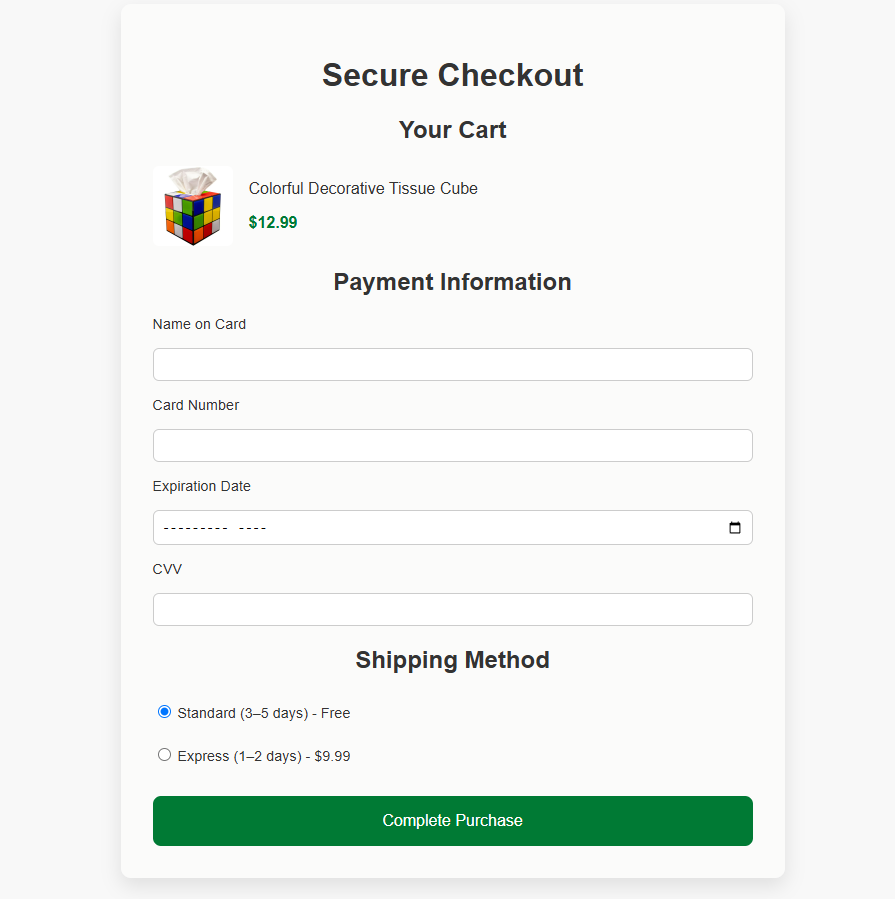 Secure Checkout
Your Cart
Colorful Decorative Tissue Cube
$12.99
Payment Information
Name on Card
Card Number
Expiration Date
--------- ----
CVV
Shipping Method
Standard (3–5 days) - Free
Express (1–2 days) - $9.99
Complete Purchase